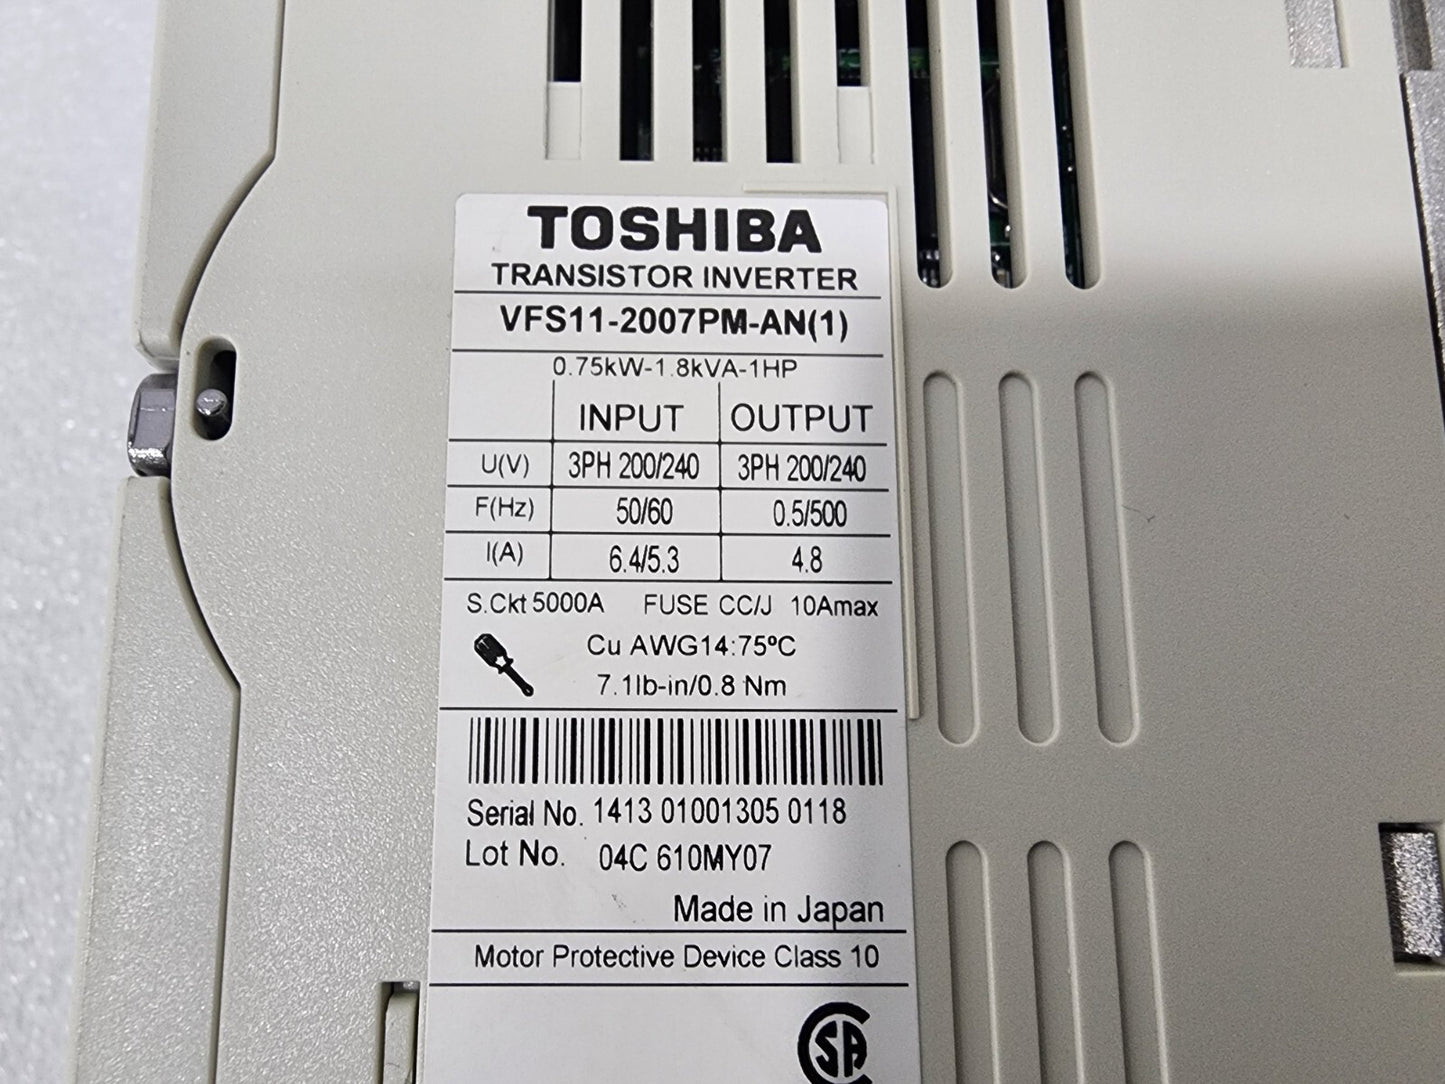 TOSHIBA
TRANSISTOR INVERTER
VFS11-2007PM-AN(1)
0.75kW-1.8kVA-1HP
INPUT OUTPUT
U(V) 3PH 200/240 3PH 200/240
F(Hz) 50/60 0.5/500
I(A) 6.4/5.3 4.8
S.Ckt 5000A FUSE CC/J 10Amax
Cu AWG14:75ºC
7.1lb-in/0.8 Nm
Serial No. 1413 01001305 0118
Lot No. 04C 610MY07
Made in Japan
Motor Protective Device Class 10
CSA